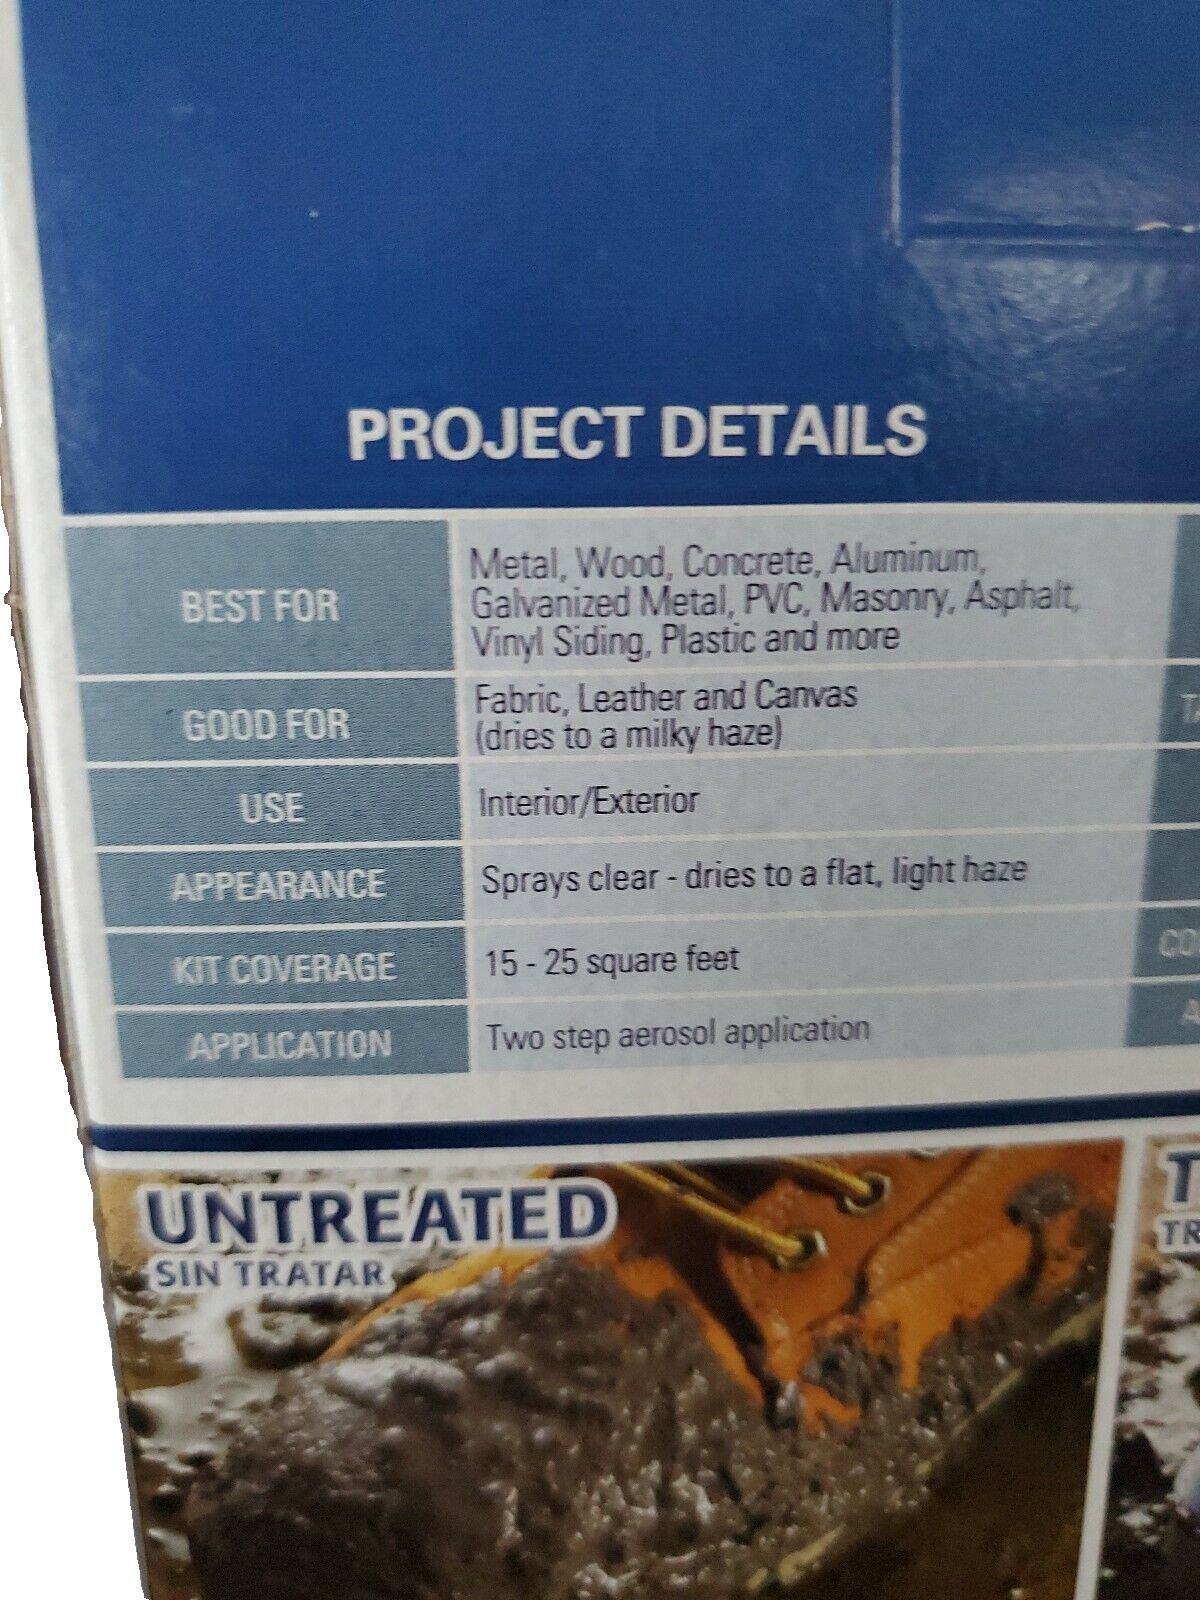 PROJECT DETAILS
BEST FOR
Metal, Wood, Concrete, Aluminum,
Galvanized Metal, PVC, Masonry, Asphalt,
Vinyl Siding, Plastic and more
GOOD FOR
Fabric, Leather and Canvas
(dries to a milky haze)
USE
Interior/Exterior
APPEARANCE
Sprays clear - dries to a flat, light haze
KIT COVERAGE
15 - 25 square feet
APPLICATION
Two step aerosol application
UNTREATED
SIN TRATAR